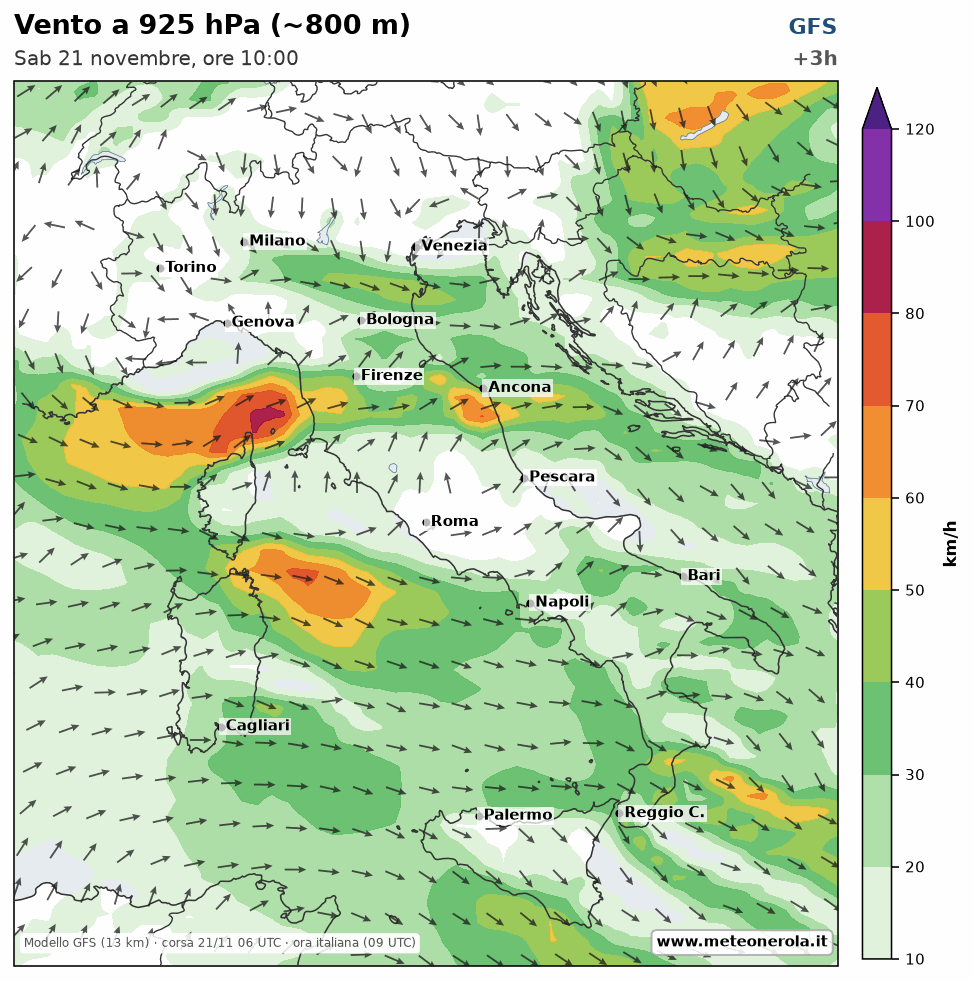 Vento a 925 hPa (~800 m)
GFS
Sab 21 novembre, ore 10:00
+3h
120
100
80
70
60
50
40
30
20
10
km/h
Milano
Venezia
Torino
Genova
Bologna
Firenze
Ancona
Pescara
Roma
Bari
Napoli
Cagliari
Palermo
Reggio C.
Modello GFS (13 km) · corsa 21/11 06 UTC · ora italiana (09 UTC)
www.meteonerola.it